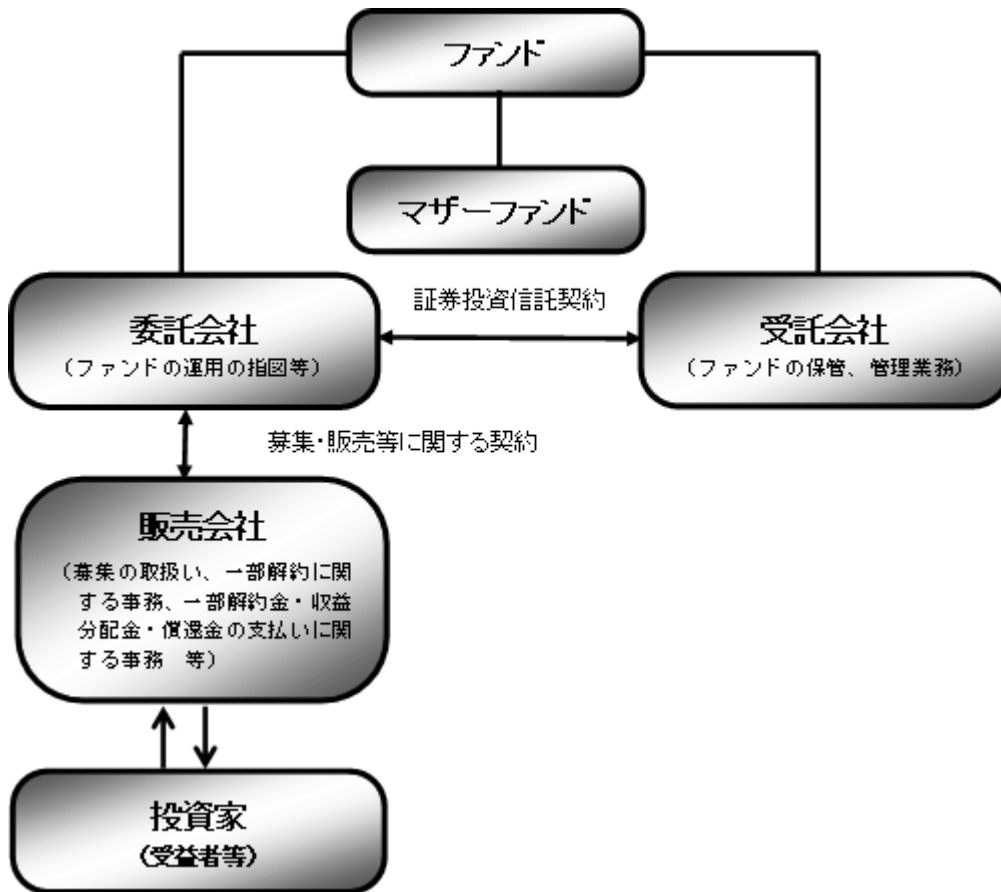 ファンド
マザーファンド
証券投資信託契約
委託会社
（ファンドの運用の指図等）
受託会社
（ファンドの保管、管理業務）
募集・販売等に関する契約
販売会社
（募集の取扱い、一部解約に関
する事務、一部解約金・収益
分配金・償還金の支払いに関
する事務　等）
投資家
（受益者等）